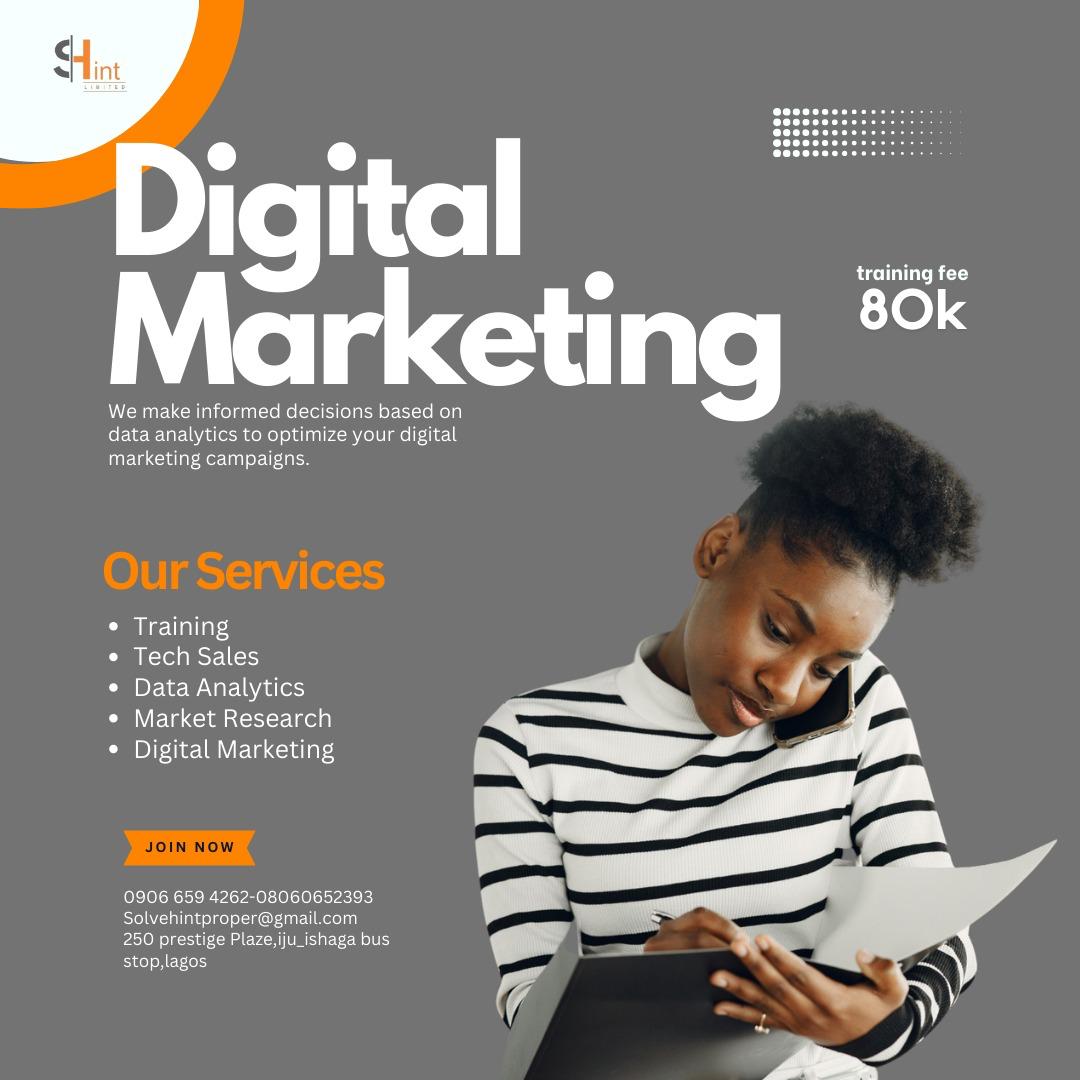 SHint
LIMITED
Digital
Marketing
training fee
80k
We make informed decisions based on
data analytics to optimize your digital
marketing campaigns.
Our Services
• Training
• Tech Sales
• Data Analytics
• Market Research
• Digital Marketing
JOIN NOW
0906 659 4262-08060652393
Solvehintproper@gmail.com
250 prestige Plaze,iju_ishaga bus
stop,lagos